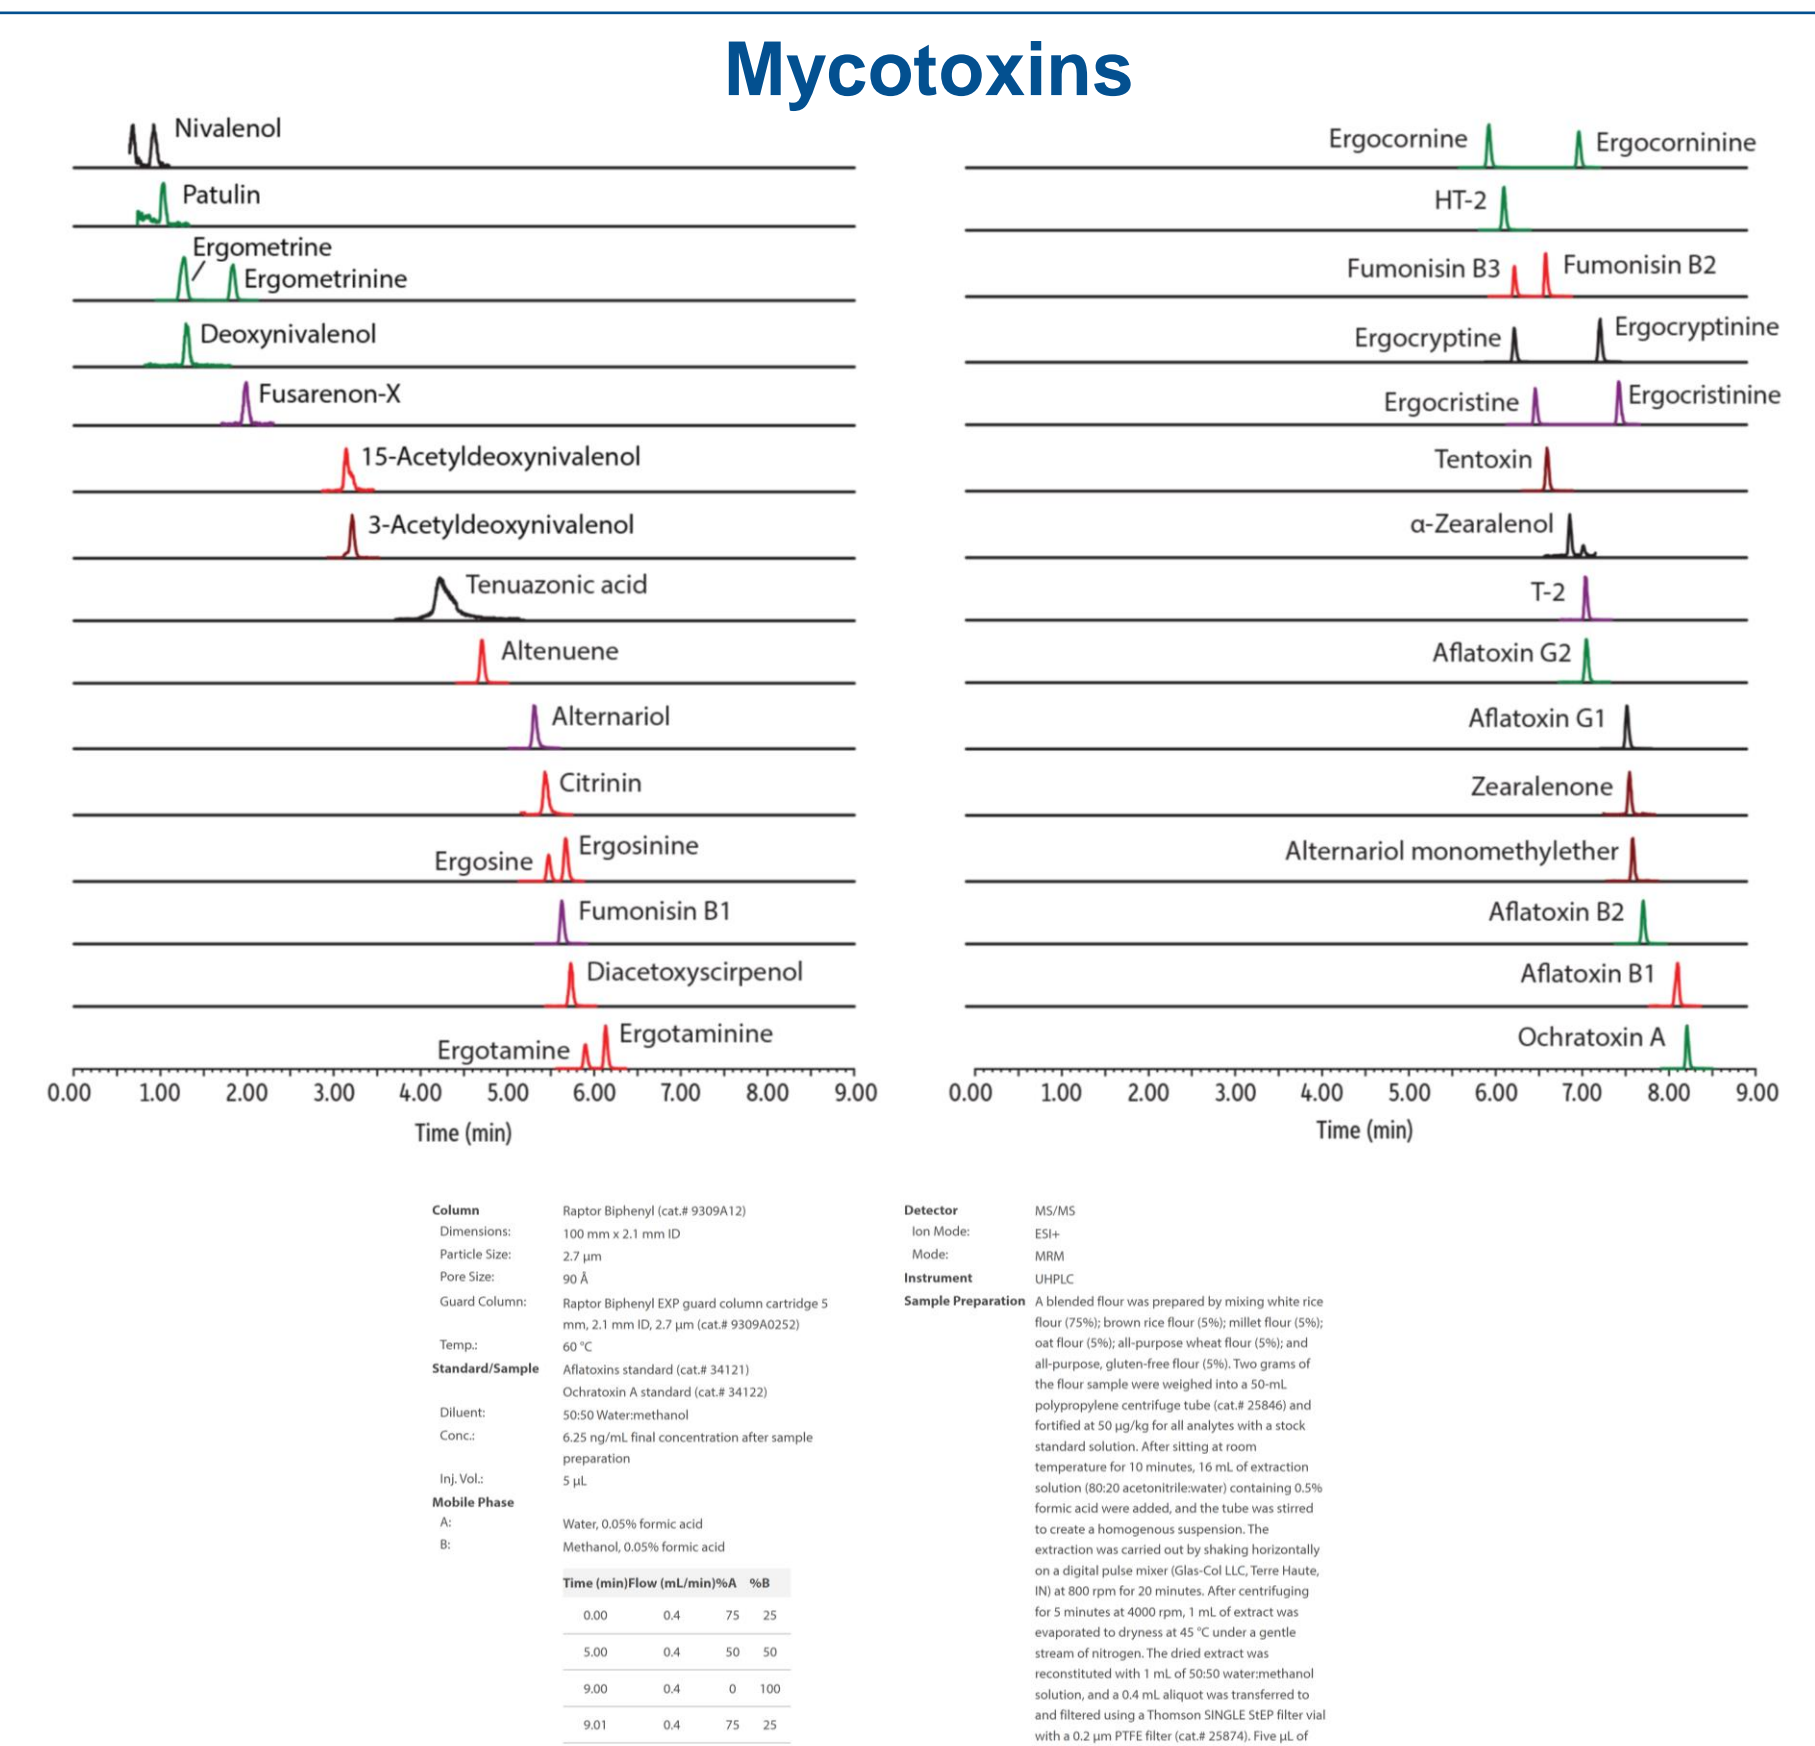 Mycotoxins
Nivalenol
Patulin
Ergometrine
Ergometrinine
Deoxynivalenol
Fusarenon-X
15-Acetyldeoxynivalenol
3-Acetyldeoxynivalenol
Tenuazonic acid
Altenuene
Alternariol
Citrinin
Ergosinine
Ergosine
Fumonisin B1
Diacetoxyscirpenol
Ergotaminine
Ergotamine
0.00 1.00 2.00 3.00 4.00 5.00 6.00 7.00 8.00 9.00
Time (min)
Ergocornine Ergocorninine
HT-2
Fumonisin B3 Fumonisin B2
Ergocryptine Ergocryptinine
Ergocristine Ergocristinine
Tentoxin
α-Zearalenol
T-2
Aflatoxin G2
Aflatoxin G1
Zearalenone
Alternariol monomethylether
Aflatoxin B2
Aflatoxin B1
Ochratoxin A
0.00 1.00 2.00 3.00 4.00 5.00 6.00 7.00 8.00 9.00
Time (min)
Column Raptor Biphenyl (cat.# 9309A12)
Dimensions: 100 mm x 2.1 mm ID
Particle Size: 2.7 µm
Pore Size: 90 Å
Guard Column: Raptor Biphenyl EXP guard column cartridge 5
mm, 2.1 mm ID, 2.7 µm (cat.# 9309A0252)
Temp.: 60 °C
Standard/Sample Aflatoxins standard (cat.# 34121)
Ochratoxin A standard (cat.# 34122)
Diluent: 50:50 Water:methanol
Conc.: 6.25 ng/mL final concentration after sample
preparation
Inj. Vol.: 5 µL
Mobile Phase
A: Water, 0.05% formic acid
B: Methanol, 0.05% formic acid
Time (min) Flow (mL/min) %A %B
0.00 0.4 75 25
5.00 0.4 50 50
9.00 0.4 0 100
9.01 0.4 75 25
Detector MS/MS
Ion Mode: ESI+
Mode: MRM
Instrument UHPLC
Sample Preparation A blended flour was prepared by mixing white rice
flour (75%); brown rice flour (5%); millet flour (5%);
oat flour (5%); all-purpose wheat flour (5%); and
all-purpose, gluten-free flour (5%). Two grams of
the flour sample were weighed into a 50-mL
polypropylene centrifuge tube (cat.# 25846) and
fortified at 50 µg/kg for all analytes with a stock
standard solution. After sitting at room
temperature for 10 minutes, 16 mL of extraction
solution (80:20 acetonitrile:water) containing 0.5%
formic acid were added, and the tube was stirred
to create a homogenous suspension. The
extraction was carried out by shaking horizontally
on a digital pulse mixer (Glas-Col LLC, Terre Haute,
IN) at 800 rpm for 20 minutes. After centrifuging
for 5 minutes at 4000 rpm, 1 mL of extract was
evaporated to dryness at 45 °C under a gentle
stream of nitrogen. The dried extract was
reconstituted with 1 mL of 50:50 water:methanol
solution, and a 0.4 mL aliquot was transferred to
and filtered using a Thomson SINGLE StEP filter vial
with a 0.2 µm PTFE filter (cat.# 25874). Five µL of